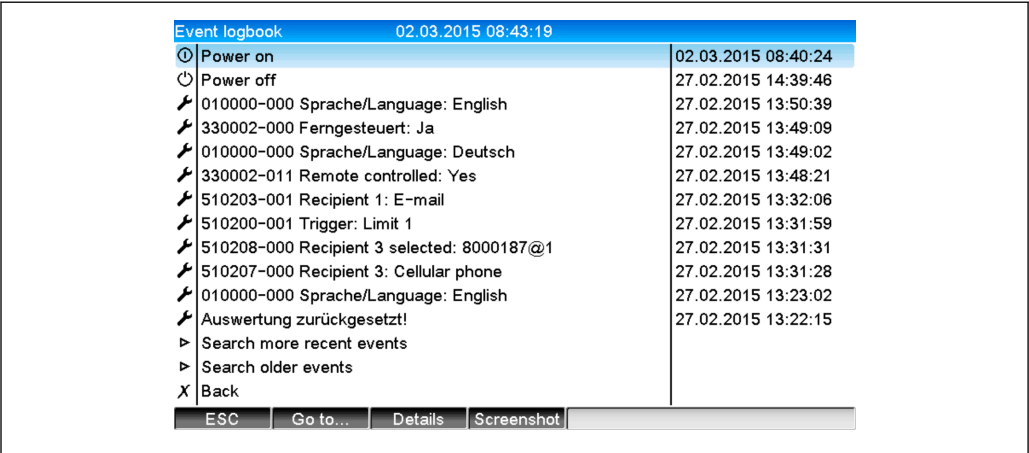 Event logbook 02.03.2015 08:43:19
Power on 02.03.2015 08:40:24
Power off 27.02.2015 14:39:46
010000-000 Sprache/Language: English 27.02.2015 13:50:39
330002-000 Ferngesteuert: Ja 27.02.2015 13:49:09
010000-000 Sprache/Language: Deutsch 27.02.2015 13:49:02
330002-011 Remote controlled: Yes 27.02.2015 13:48:21
510203-001 Recipient 1: E-mail 27.02.2015 13:32:06
510200-001 Trigger: Limit 1 27.02.2015 13:31:59
510208-000 Recipient 3 selected: 8000187@1 27.02.2015 13:31:31
510207-000 Recipient 3: Cellular phone 27.02.2015 13:31:28
010000-000 Sprache/Language: English 27.02.2015 13:23:02
Auswertung zurückgesetzt! 27.02.2015 13:22:15
Search more recent events
Search older events
X Back
ESC Go to... Details Screenshot